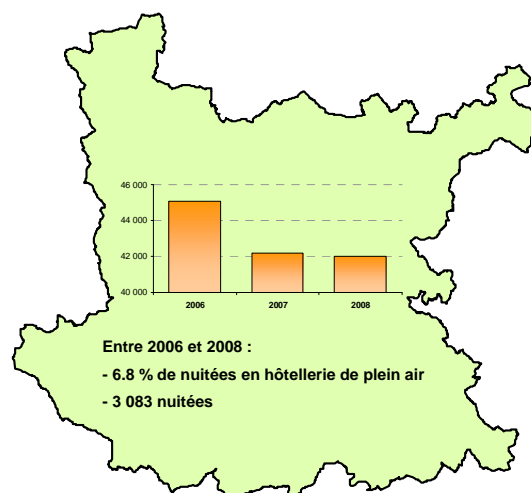 46 000
44 000
42 000
40 000
2006 2007 2008
Entre 2006 et 2008 :
- 6.8 % de nuitées en hôtellerie de plein air
- 3 083 nuitées